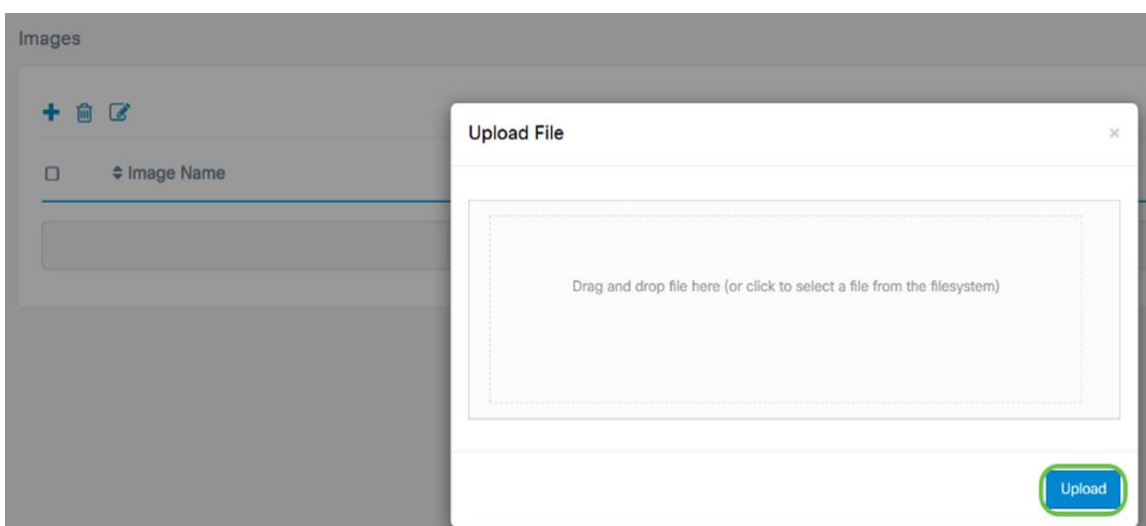 Images
Image Name
Upload File
×
Drag and drop file here (or click to select a file from the filesystem)
Upload